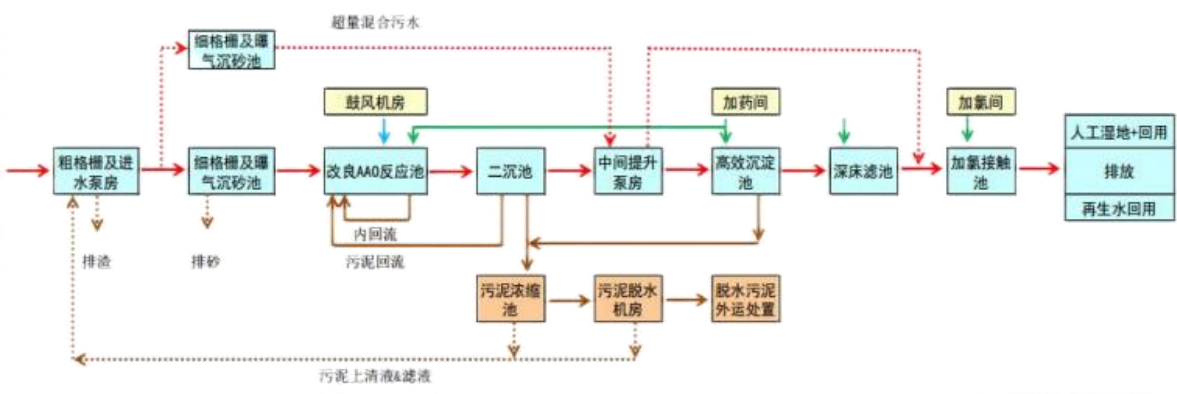 超量混合污水
细格栅及曝
气沉砂池
鼓风机房
加药间
加氯间
粗格栅及进
水泵房
细格栅及曝
气沉砂池
改良AAO反应池
二沉池
中间提升
泵房
高效沉淀
池
深床滤池
加氯接触
池
人工湿地+回用
排放
再生水回用
内回流
污泥回流
排渣
排砂
污泥浓缩
池
污泥脱水
机房
脱水污泥
外运处置
污泥上清液&滤液